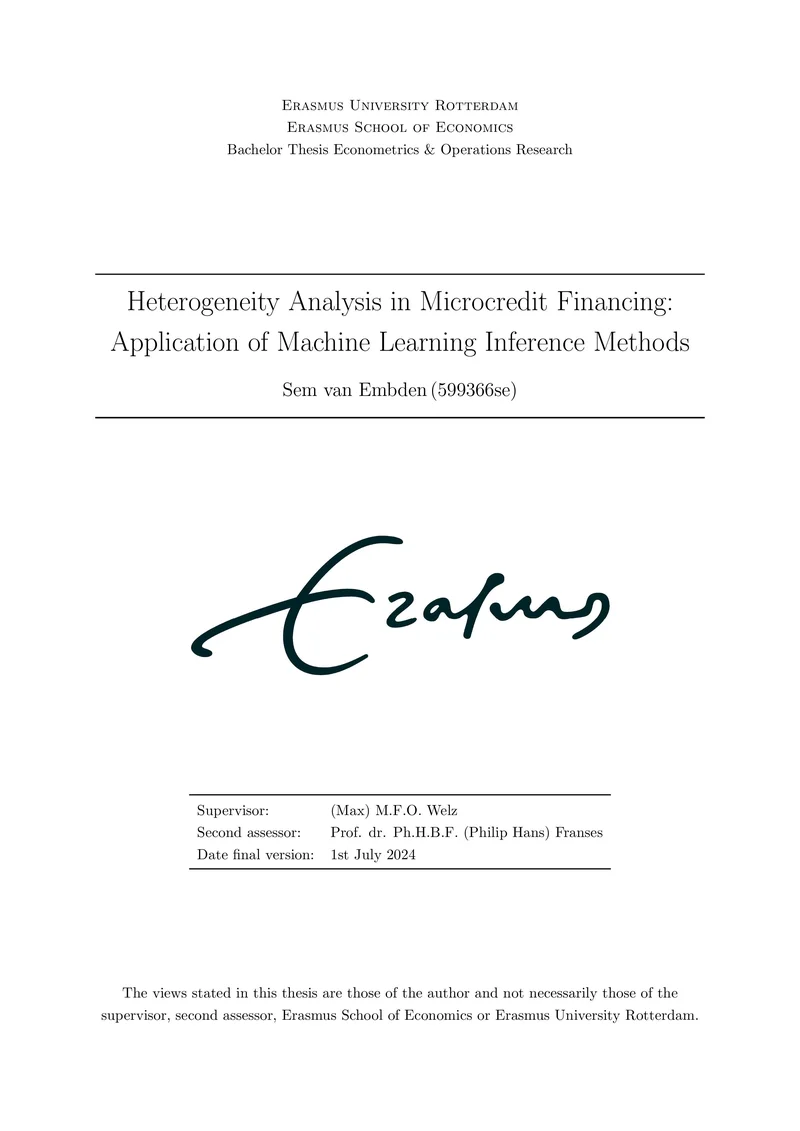 Erasmus University Rotterdam
Erasmus School of Economics
Bachelor Thesis Econometrics & Operations Research
Heterogeneity Analysis in Microcredit Financing:
Application of Machine Learning Inference Methods
Sem van Embden (599366se)
Erasmus
Supervisor: (Max) M.F.O. Welz
Second assessor: Prof. dr. Ph.H.B.F. (Philip Hans) Franses
Date final version: 1st July 2024
The views stated in this thesis are those of the author and not necessarily those of the
supervisor, second assessor, Erasmus School of Economics or Erasmus University Rotterdam.